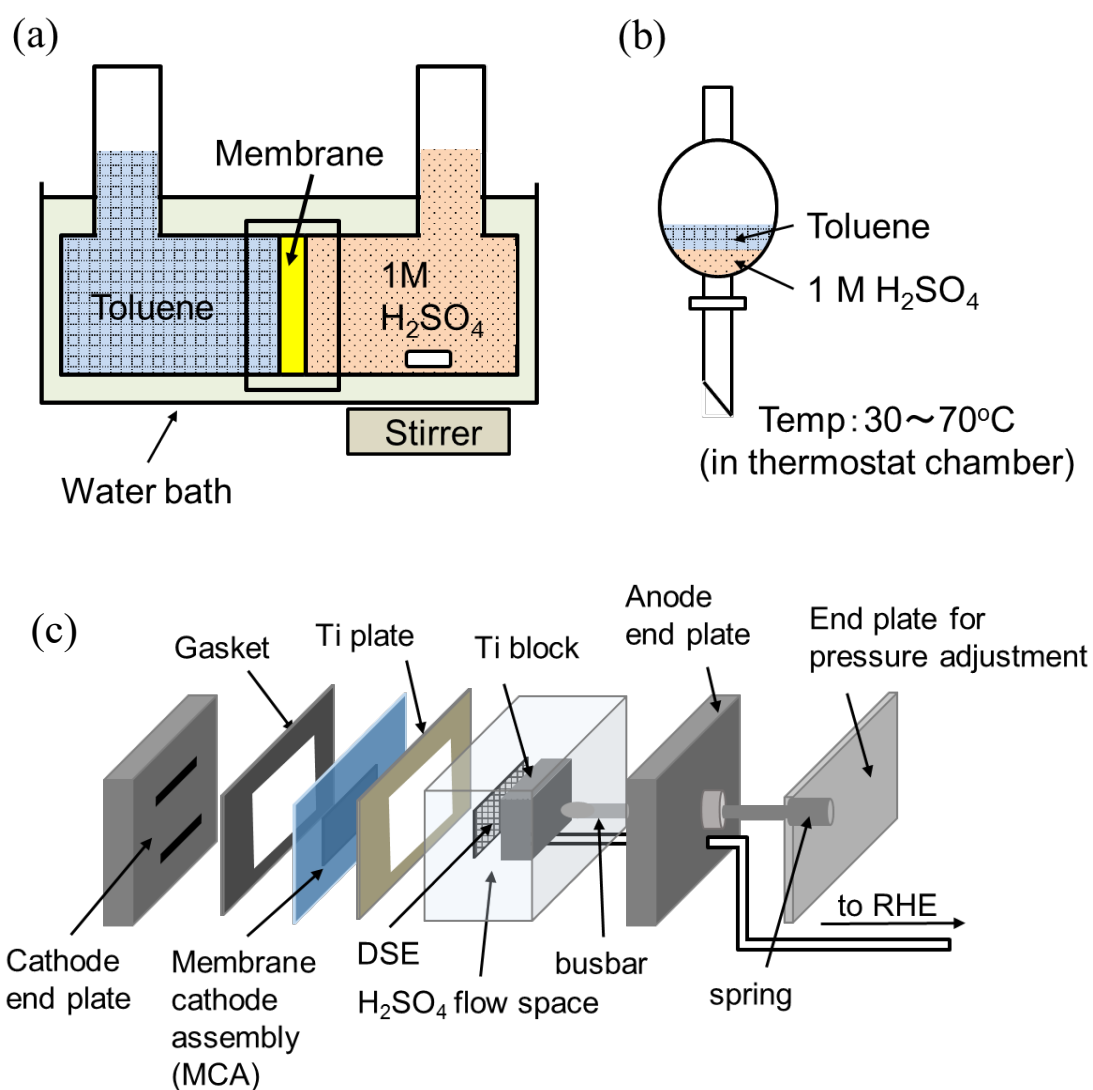 (a)
Membrane
Toluene
1M
H₂SO₄
Stirrer
Water bath
(b)
Toluene
1 M H₂SO₄
Temp：30～70°C
(in thermostat chamber)
(c)
Gasket
Ti plate
Ti block
Anode
end plate
End plate for
pressure adjustment
to RHE
Cathode
end plate
Membrane
cathode
assembly
(MCA)
DSE
H₂SO₄ flow space
busbar
spring